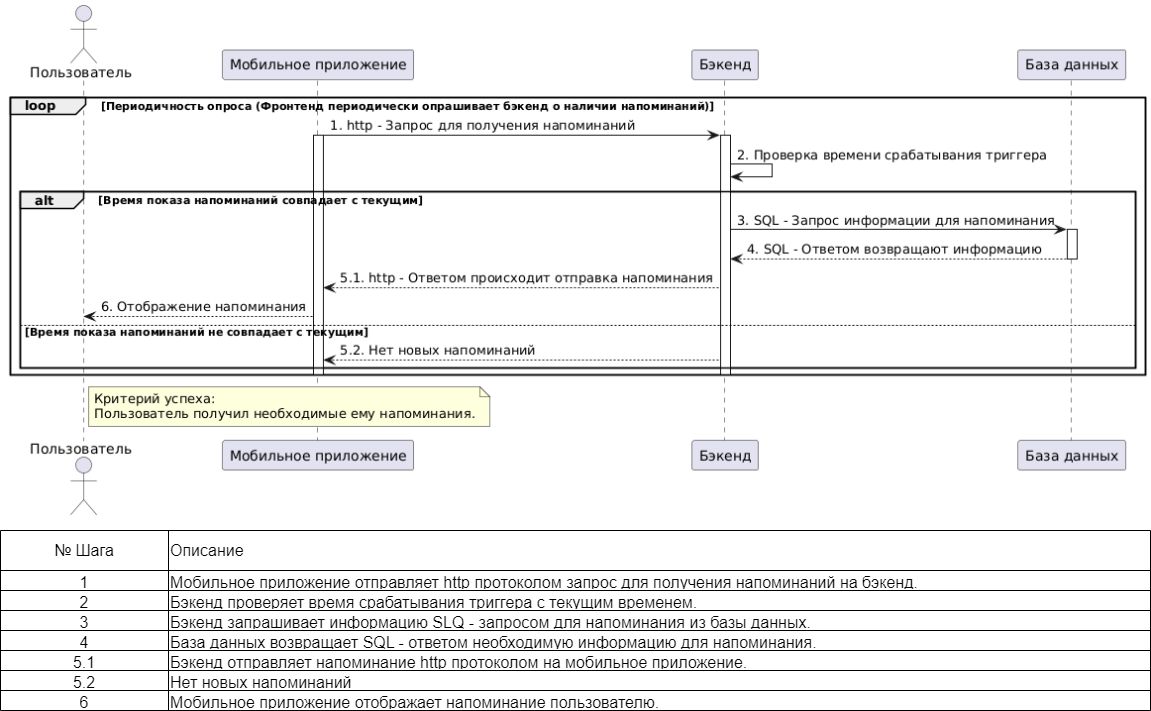 Пользователь
Мобильное приложение
Бэкенд
База данных
loop
[Периодичность опроса (Фронтенд периодически опрашивает бэкенд о наличии напоминаний)]
1. http - Запрос для получения напоминаний
2. Проверка времени срабатывания триггера
alt
[Время показа напоминаний совпадает с текущим]
3. SQL - Запрос информации для напоминания
4. SQL - Ответом возвращают информацию
5.1. http - Ответом происходит отправка напоминания
6. Отображение напоминания
[Время показа напоминаний не совпадает с текущим]
5.2. Нет новых напоминаний
Критерий успеха:
Пользователь получил необходимые ему напоминания.
Пользователь
Мобильное приложение
Бэкенд
База данных
№ Шага Описание
1 Мобильное приложение отправляет http протоколом запрос для получения напоминаний на бэкенд.
2 Бэкенд проверяет время срабатывания триггера с текущим временем.
3 Бэкенд запрашивает информацию SLQ - запросом для напоминания из базы данных.
4 База данных возвращает SQL - ответом необходимую информацию для напоминания.
5.1 Бэкенд отправляет напоминание http протоколом на мобильное приложение.
5.2 Нет новых напоминаний
6 Мобильное приложение отображает напоминание пользователю.